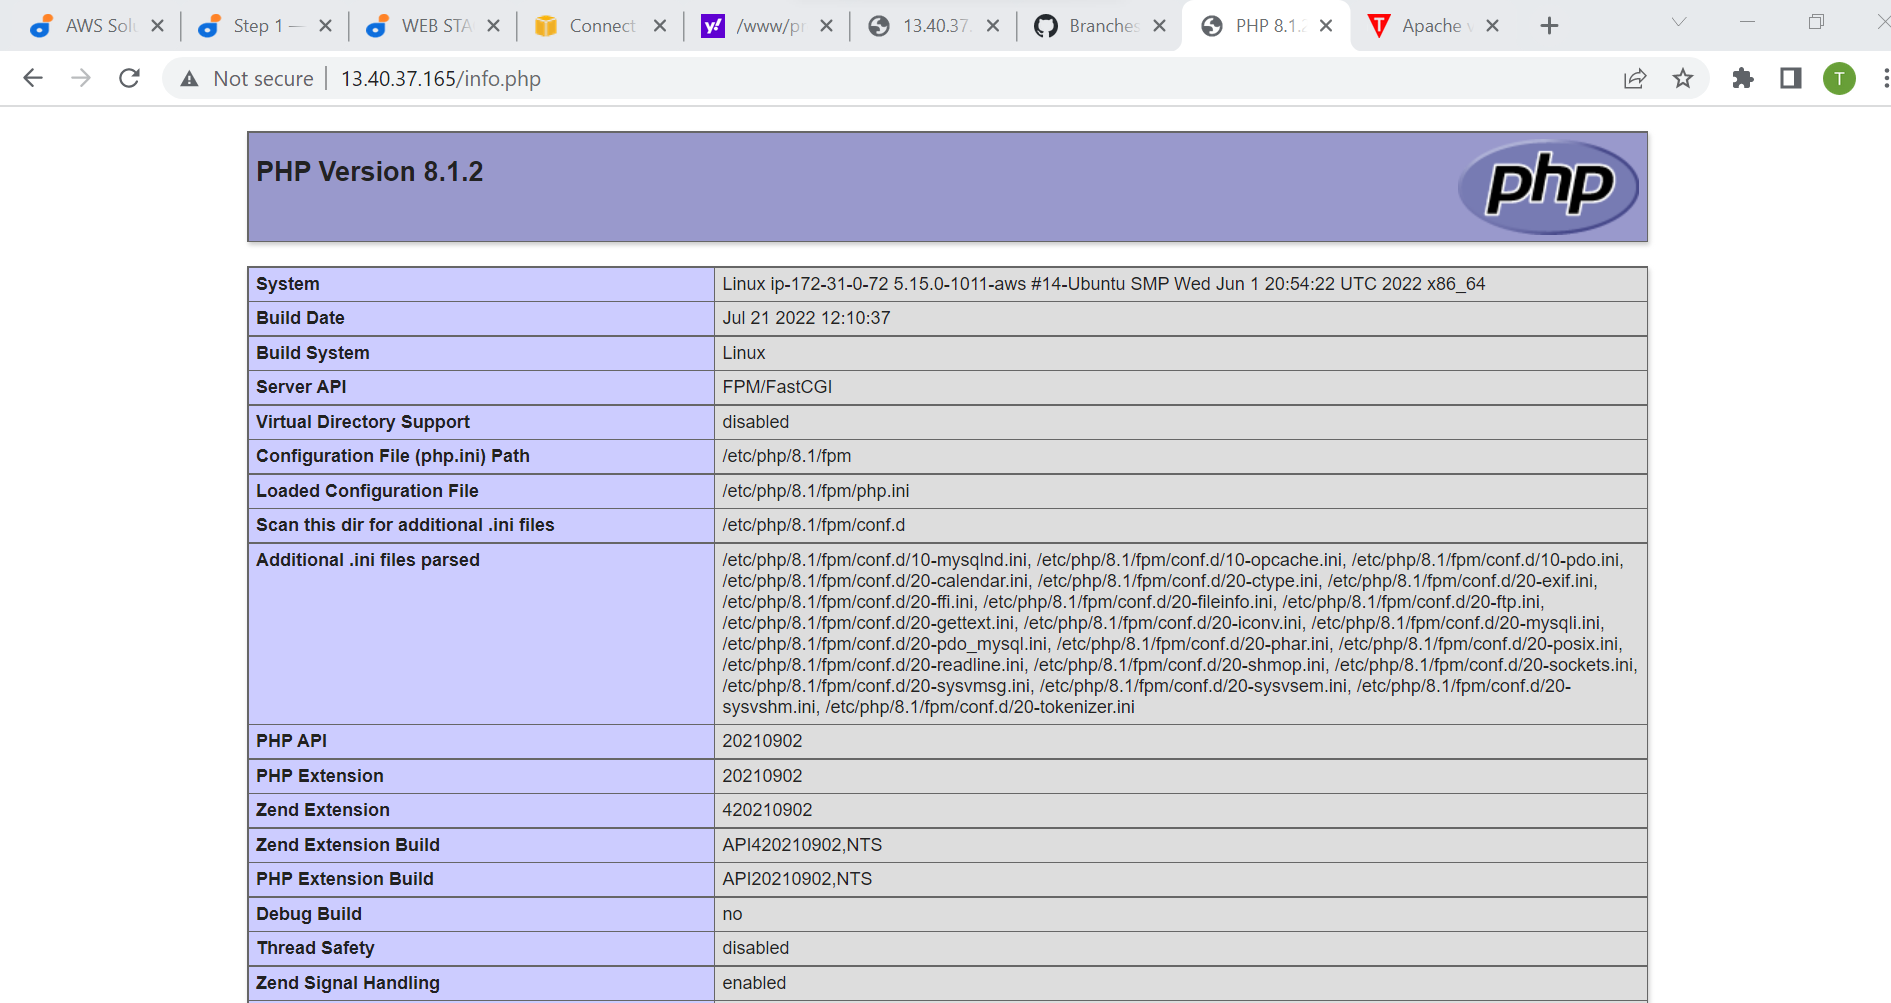 AWS Solu Step 1 — WEB STA Connect /www/pr 13.40.37. Branches PHP 8.1.2 Apache v
Not secure 13.40.37.165/info.php T
PHP Version 8.1.2 php
System Linux ip-172-31-0-72 5.15.0-1011-aws #14-Ubuntu SMP Wed Jun 1 20:54:22 UTC 2022 x86_64
Build Date Jul 21 2022 12:10:37
Build System Linux
Server API FPM/FastCGI
Virtual Directory Support disabled
Configuration File (php.ini) Path /etc/php/8.1/fpm
Loaded Configuration File /etc/php/8.1/fpm/php.ini
Scan this dir for additional .ini files /etc/php/8.1/fpm/conf.d
Additional .ini files parsed /etc/php/8.1/fpm/conf.d/10-mysqlnd.ini, /etc/php/8.1/fpm/conf.d/10-opcache.ini, /etc/php/8.1/fpm/conf.d/10-pdo.ini,
/etc/php/8.1/fpm/conf.d/20-calendar.ini, /etc/php/8.1/fpm/conf.d/20-ctype.ini, /etc/php/8.1/fpm/conf.d/20-exif.ini,
/etc/php/8.1/fpm/conf.d/20-ffi.ini, /etc/php/8.1/fpm/conf.d/20-fileinfo.ini, /etc/php/8.1/fpm/conf.d/20-ftp.ini,
/etc/php/8.1/fpm/conf.d/20-gettext.ini, /etc/php/8.1/fpm/conf.d/20-iconv.ini, /etc/php/8.1/fpm/conf.d/20-mysqli.ini,
/etc/php/8.1/fpm/conf.d/20-pdo_mysql.ini, /etc/php/8.1/fpm/conf.d/20-phar.ini, /etc/php/8.1/fpm/conf.d/20-posix.ini,
/etc/php/8.1/fpm/conf.d/20-readline.ini, /etc/php/8.1/fpm/conf.d/20-shmop.ini, /etc/php/8.1/fpm/conf.d/20-sockets.ini,
/etc/php/8.1/fpm/conf.d/20-sysvmsg.ini, /etc/php/8.1/fpm/conf.d/20-sysvsem.ini, /etc/php/8.1/fpm/conf.d/20-
sysvshm.ini, /etc/php/8.1/fpm/conf.d/20-tokenizer.ini
PHP API 20210902
PHP Extension 20210902
Zend Extension 420210902
Zend Extension Build API420210902,NTS
PHP Extension Build API20210902,NTS
Debug Build no
Thread Safety disabled
Zend Signal Handling enabled